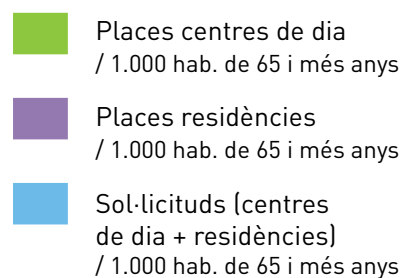 Places centres de dia
/ 1.000 hab. de 65 i més anys
Places residències
/ 1.000 hab. de 65 i més anys
Sol·licituds (centres
de dia + residències)
/ 1.000 hab. de 65 i més anys